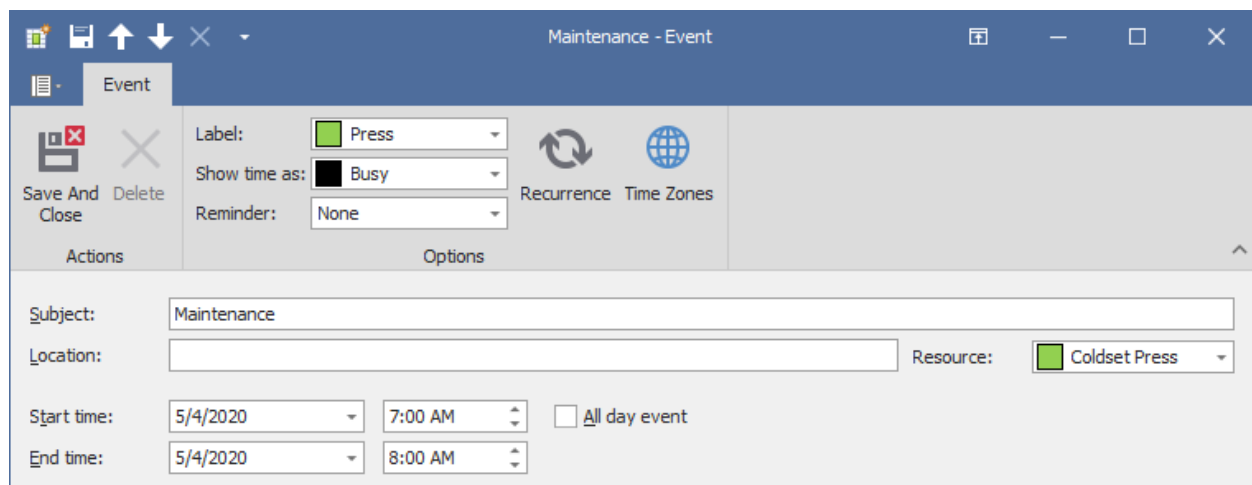 Maintenance - Event
Event
Save And Close
Delete
Actions
Label: Press
Show time as: Busy
Reminder: None
Recurrence
Time Zones
Options
Subject: Maintenance
Location:
Resource: Coldset Press
Start time: 5/4/2020 7:00 AM All day event
End time: 5/4/2020 8:00 AM